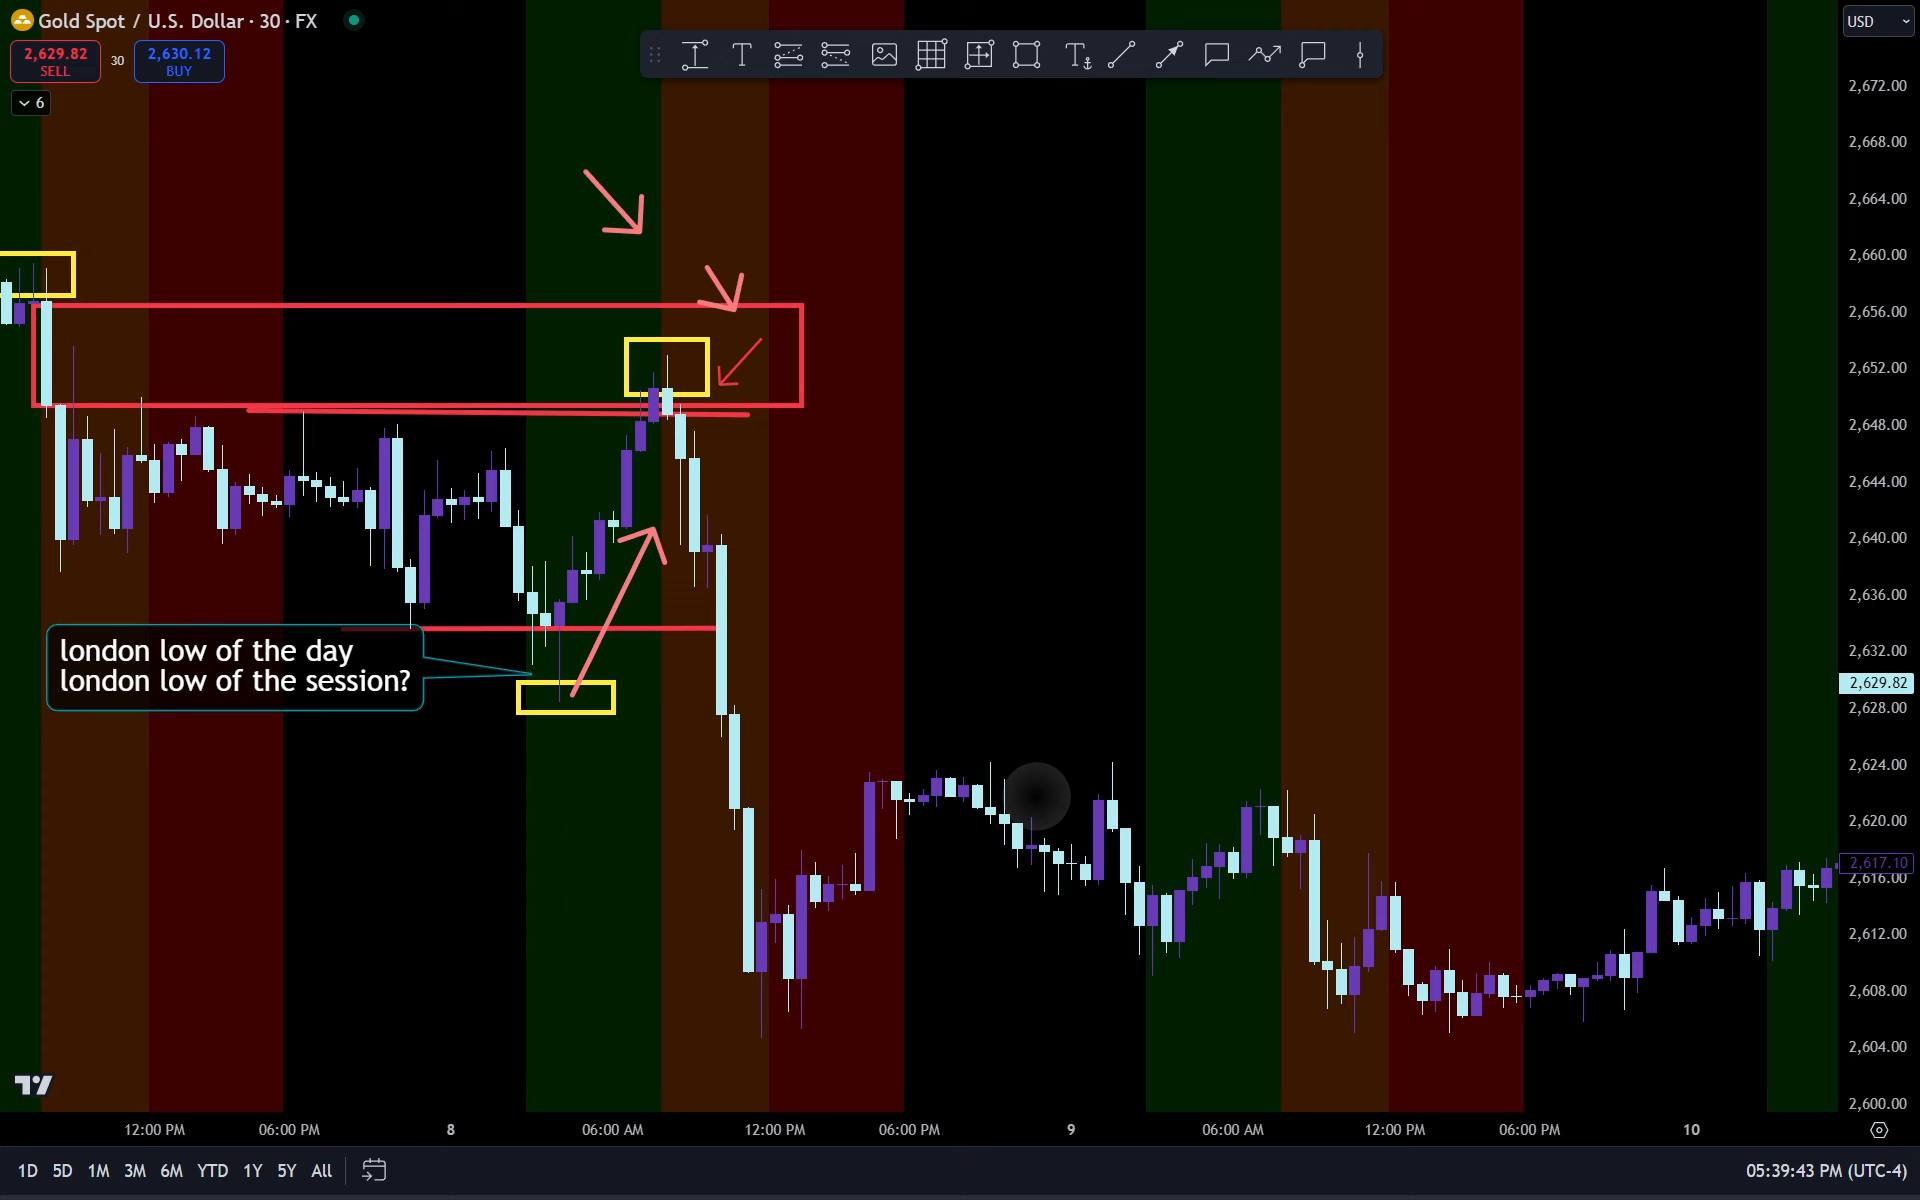 Gold Spot / U.S. Dollar · 30 · FX
2,629.82
SELL
30
2,630.12
BUY
6
USD
2,672.00
2,668.00
2,664.00
2,660.00
2,656.00
2,652.00
2,648.00
2,644.00
2,640.00
2,636.00
2,632.00
2,629.82
2,628.00
2,624.00
2,620.00
2,617.10
2,616.00
2,612.00
2,608.00
2,604.00
2,600.00
london low of the day
london low of the session?
12:00 PM 06:00 PM 8 06:00 AM 12:00 PM 06:00 PM 9 06:00 AM 12:00 PM 06:00 PM 10
1D 5D 1M 3M 6M YTD 1Y 5Y All
05:39:43 PM (UTC-4)